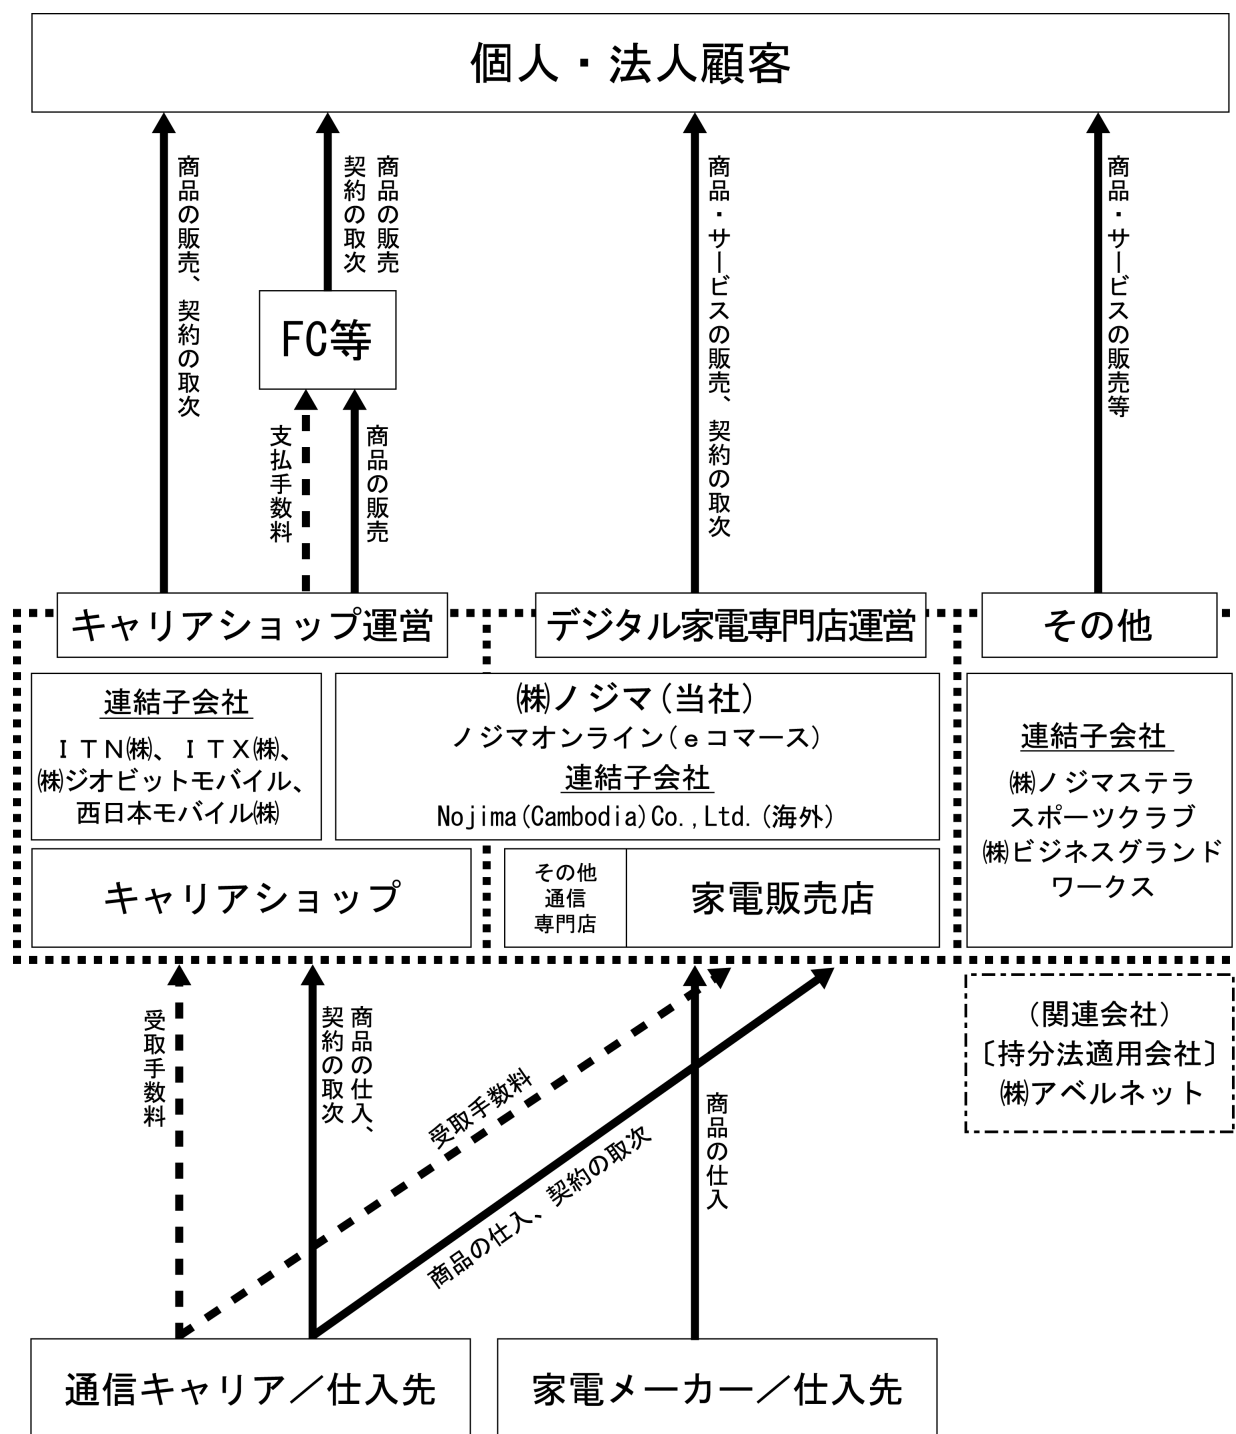 個人・法人顧客
商品の販売、契約の取次
商品の販売
契約の取次
商品・サービスの販売、契約の取次
商品・サービスの販売等
FC等
支払手数料
商品の販売
キャリアショップ運営
デジタル家電専門店運営
その他
連結子会社
ＩＴＮ㈱、ＩＴＸ㈱、
㈱ジオビットモバイル、
西日本モバイル㈱
㈱ノジマ(当社)
ノジマオンライン(ｅコマース)
連結子会社
Nojima(Cambodia)Co.,Ltd.(海外)
連結子会社
㈱ノジマステラ
スポーツクラブ
㈱ビジネスグランド
ワークス
キャリアショップ
その他
通信
専門店
家電販売店
受取手数料
商品の仕入、
契約の取次
受取手数料
商品の仕入、契約の取次
商品の仕入
（関連会社）
〔持分法適用会社〕
㈱アベルネット
通信キャリア／仕入先
家電メーカー／仕入先